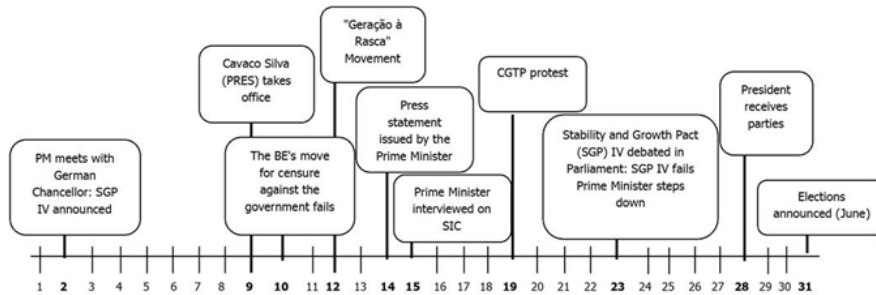 "Geração à
Rasca"
Movement
Cavaco Silva
(PRES) takes
office
CGTP protest
President
receives
parties
Press
statement
issued by the
Prime Minister
Stability and Growth Pact
(SGP) IV debated in
Parliament: SGP IV fails
Prime Minister steps
down
PM meets with
German
Chancellor: SGP
IV announced
The BE's move
for censure
against the
government fails
Prime Minister
interviewed on
SIC
Elections
announced (June)
1 2 3 4 5 6 7 8 9 10 11 12 13 14 15 16 17 18 19 20 21 22 23 24 25 26 27 28 29 30 31